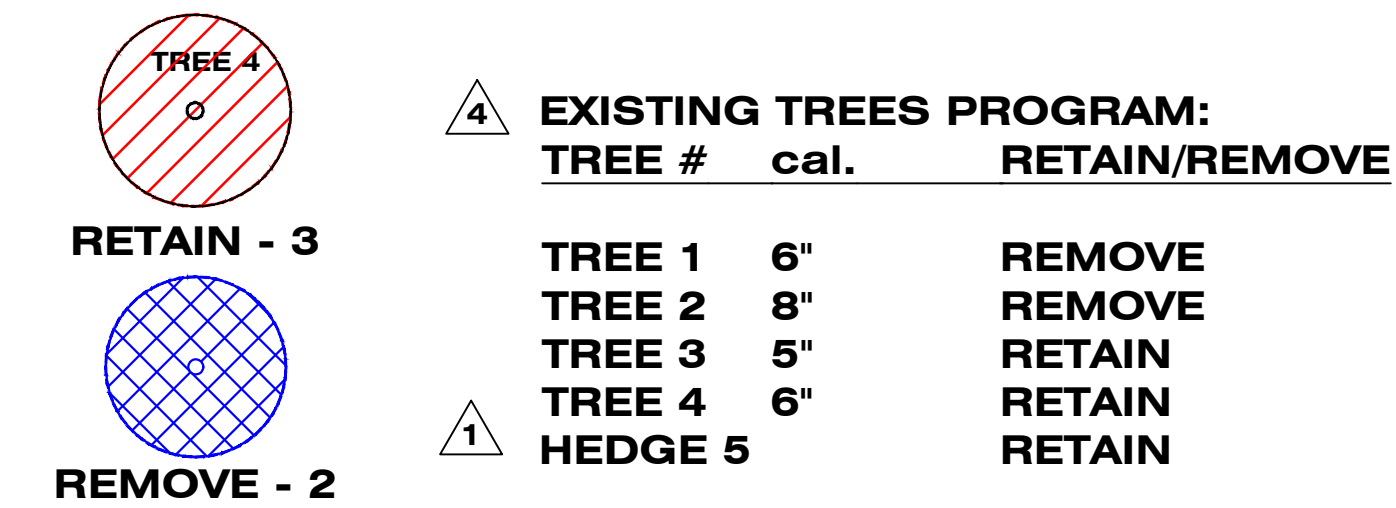 TREE 4
RETAIN - 3
REMOVE - 2
4 EXISTING TREES PROGRAM:
TREE # cal. RETAIN/REMOVE
TREE 1 6" REMOVE
TREE 2 8" REMOVE
TREE 3 5" RETAIN
TREE 4 6" RETAIN
1 HEDGE 5 RETAIN